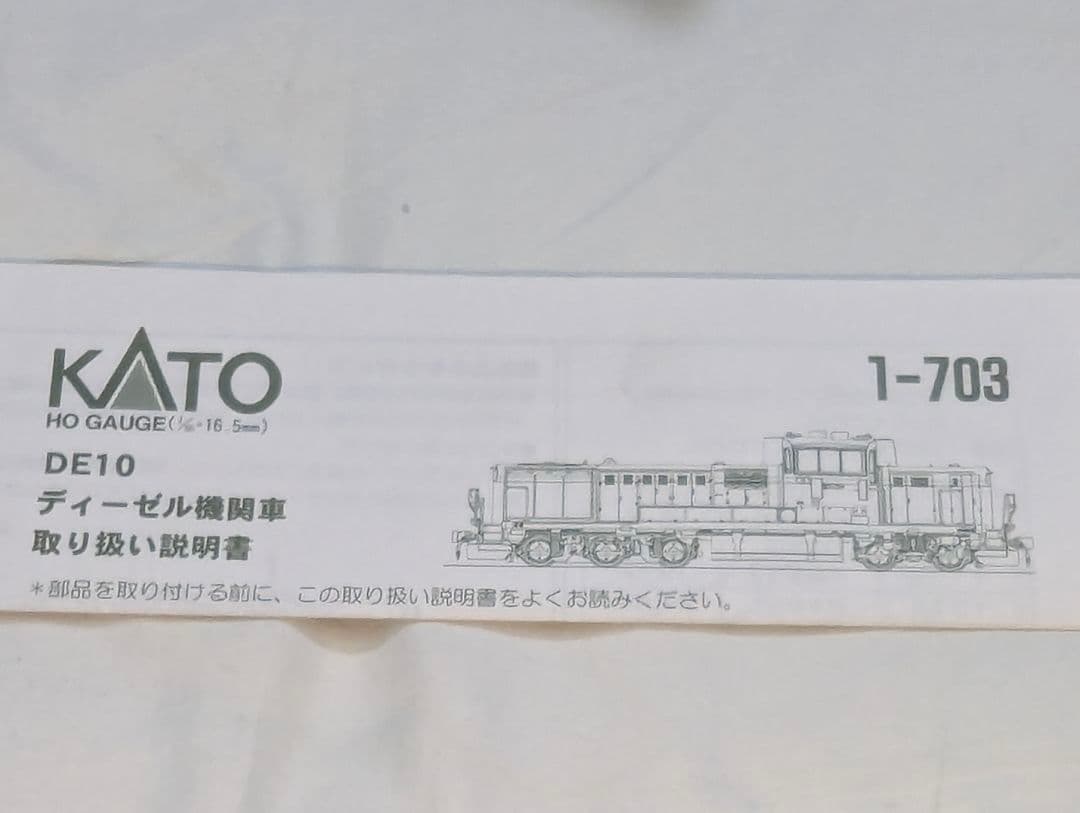 KATO
HO GAUGE(・16.5mm)
1-703
DE10
ディーゼル機関車
取り扱い説明書
*部品を取り付ける前に、この取り扱い説明書をよくお読みください。